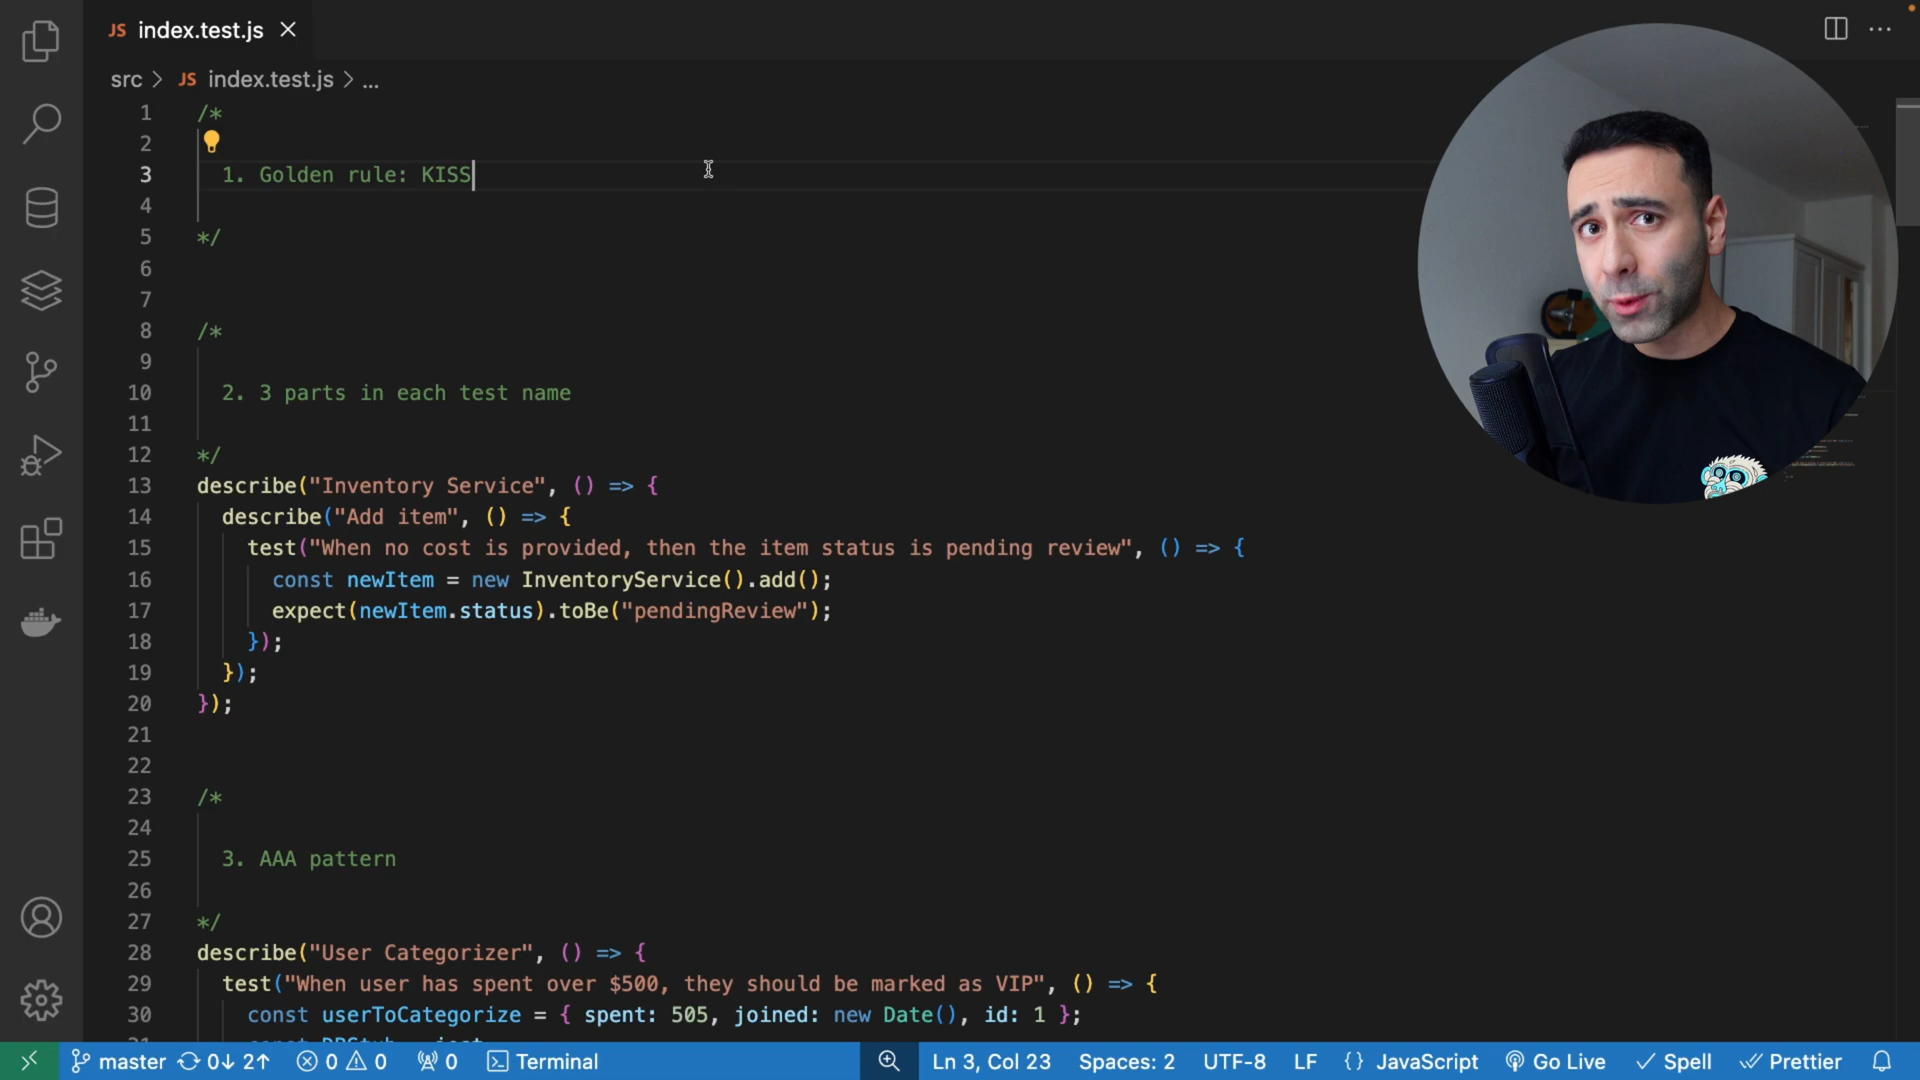 JS index.test.js
src > JS index.test.js > ...
1 /*
2
3 1. Golden rule: KISS
4
5 */
6
7
8 /*
9
10 2. 3 parts in each test name
11
12 */
13 describe("Inventory Service", () => {
14 describe("Add item", () => {
15 test("When no cost is provided, then the item status is pending review", () => {
16 const newItem = new InventoryService().add();
17 expect(newItem.status).toBe("pendingReview");
18 });
19 });
20 });
21
22
23 /*
24
25 3. AAA pattern
26
27 */
28 describe("User Categorizer", () => {
29 test("When user has spent over $500, they should be marked as VIP", () => {
30 const userToCategorize = { spent: 505, joined: new Date(), id: 1 };
master 0↓ 2↑ 0 0 0 Terminal Ln 3, Col 23 Spaces: 2 UTF-8 LF {} JavaScript Go Live Spell Prettier